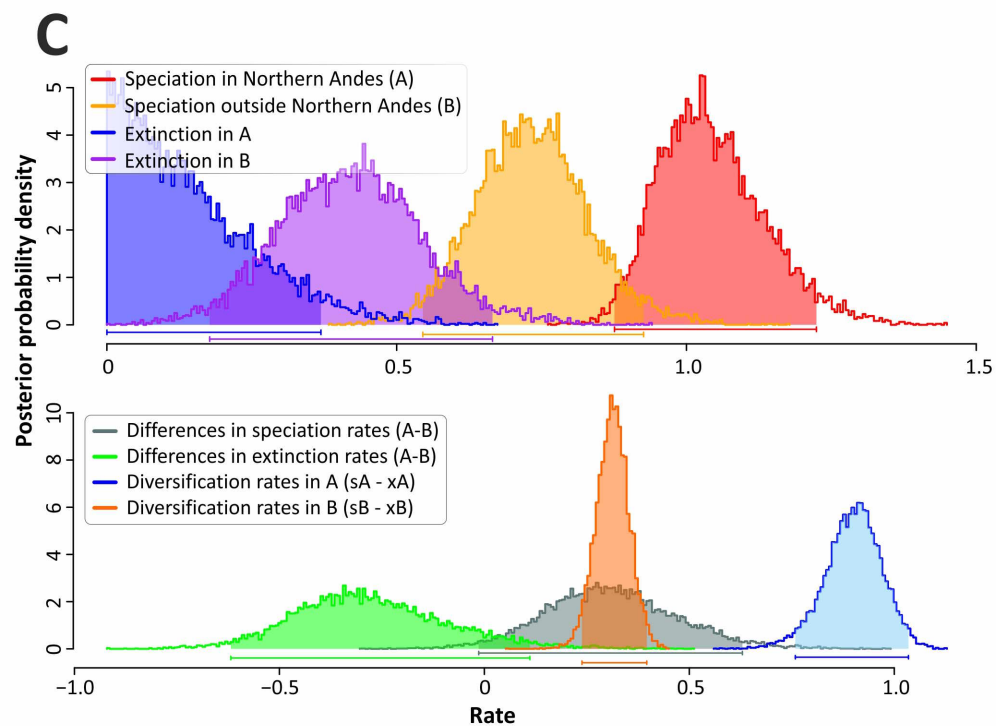 C
Speciation in Northern Andes (A)
Speciation outside Northern Andes (B)
Extinction in A
Extinction in B
5
4
3
2
1
0
0
0.5
1.0
1.5
Posterior probability density
Differences in speciation rates (A-B)
Differences in extinction rates (A-B)
Diversification rates in A (sA - xA)
Diversification rates in B (sB - xB)
10
8
6
4
2
0
−1.0
−0.5
0
0.5
1.0
Rate